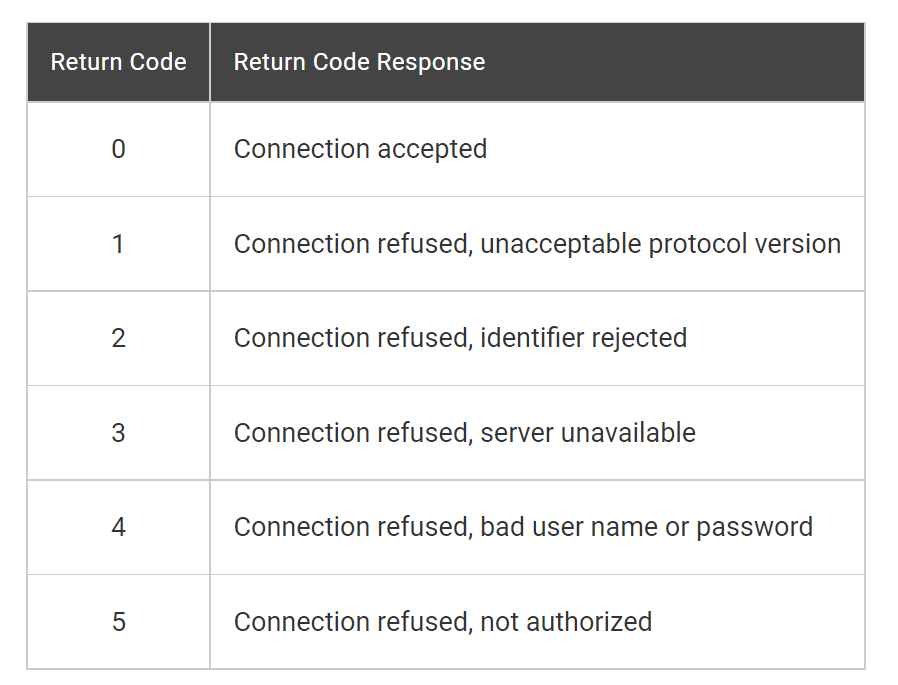 Return Code Return Code Response
0 Connection accepted
1 Connection refused, unacceptable protocol version
2 Connection refused, identifier rejected
3 Connection refused, server unavailable
4 Connection refused, bad user name or password
5 Connection refused, not authorized